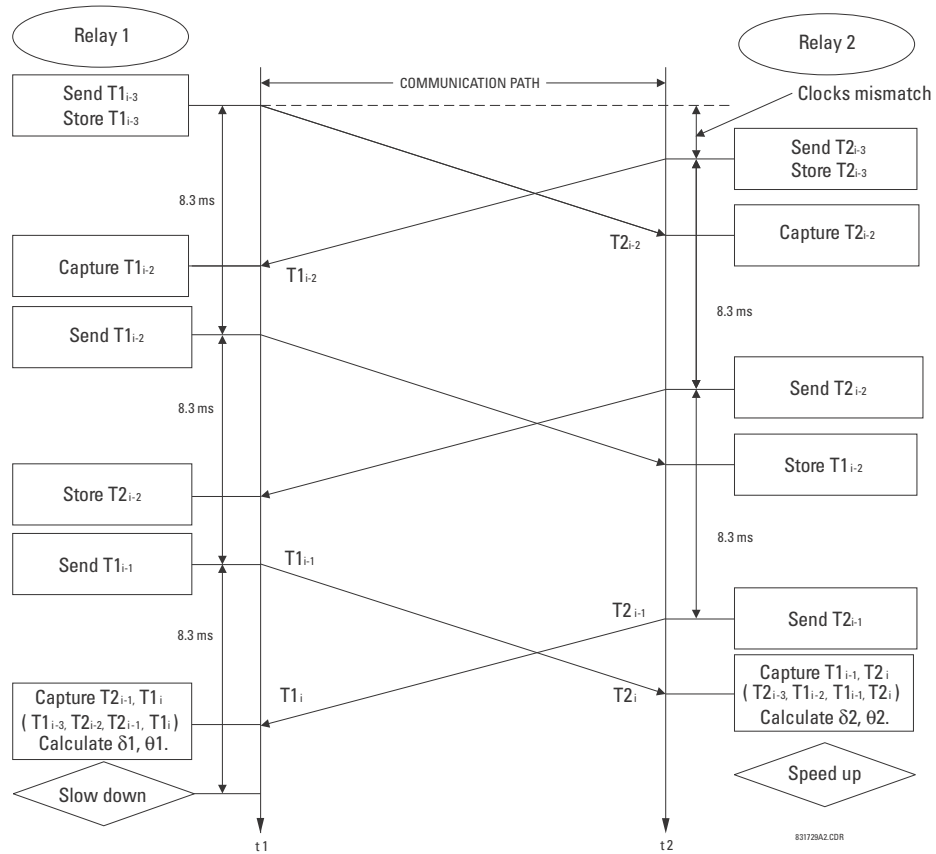 Relay 1
Relay 2
COMMUNICATION PATH
Clocks mismatch
Send T1i-3
Store T1i-3
Send T2i-3
Store T2i-3
8.3 ms
T2i-2
Capture T2i-2
Capture T1i-2
T1i-2
8.3 ms
Send T1i-2
Send T2i-2
8.3 ms
Store T1i-2
Store T2i-2
8.3 ms
Send T1i-1
T1i-1
T2i-1
Send T2i-1
8.3 ms
Capture T2i-1, T1i
(T1i-3, T2i-2, T2i-1, T1i)
Calculate δ1, θ1.
T1i
T2i
Capture T1i-1, T2i
(T2i-3, T1i-2, T1i-1, T2i)
Calculate δ2, θ2.
Slow down
Speed up
t1
t2
831729A2.CDR